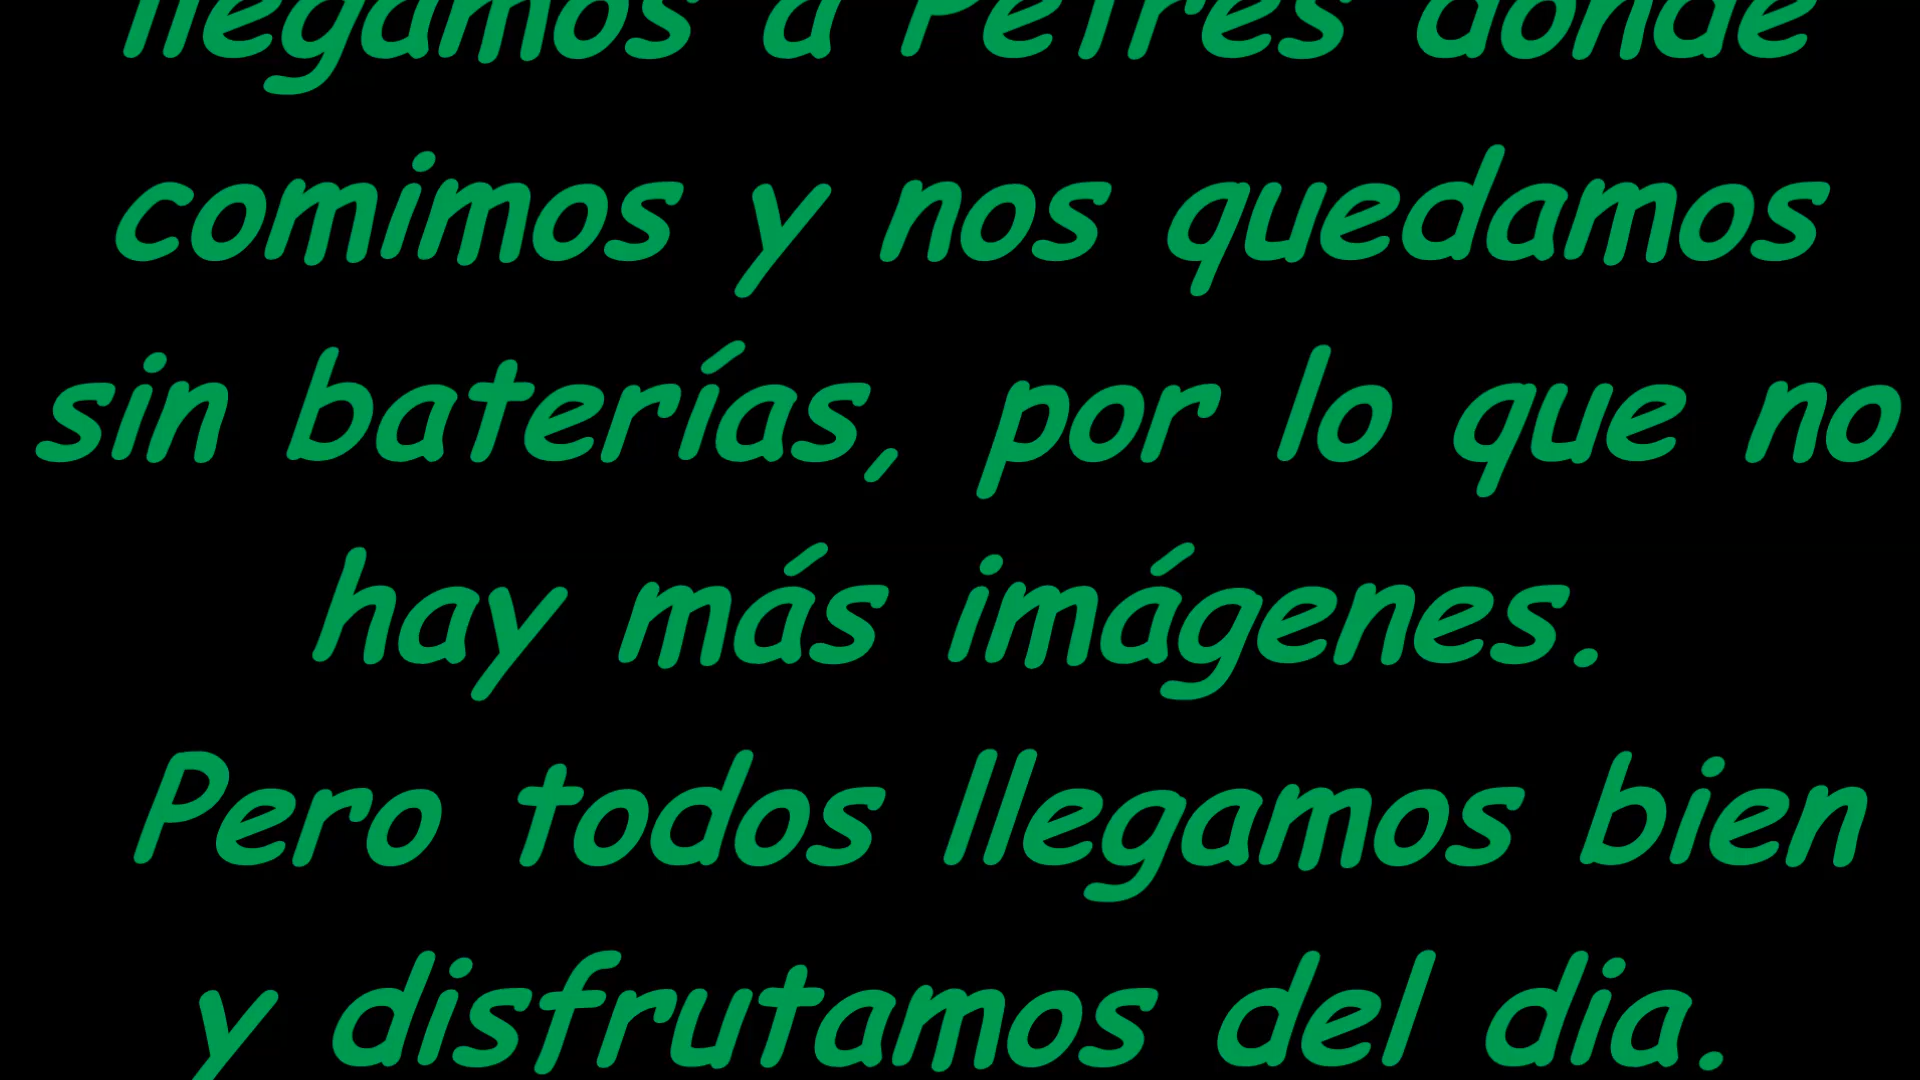 llegamos a Petres donde
comimos y nos quedamos
sin baterías, por lo que no
hay más imágenes.
Pero todos llegamos bien
y disfrutamos del dia.